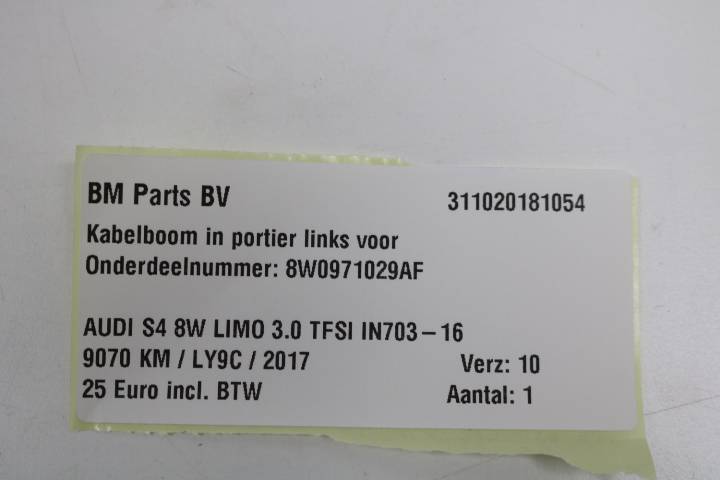 BM Parts BV 311020181054
Kabelboom in portier links voor
Onderdeelnummer: 8W0971029AF
AUDI S4 8W LIMO 3.0 TFSI IN703-16
9070 KM / LY9C / 2017 Verz: 10
25 Euro incl. BTW Aantal: 1